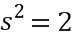 s² = 2